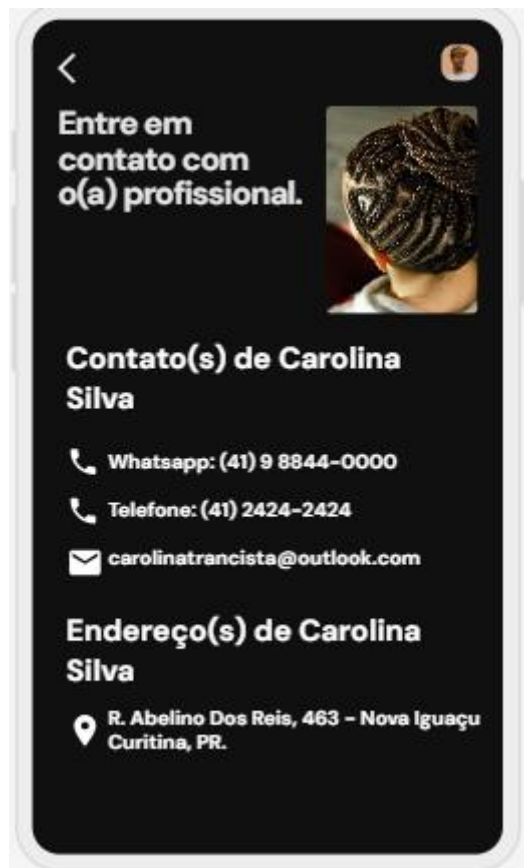 Entre em
contato com
o(a) profissional.
Contato(s) de Carolina
Silva
Whatsapp: (41) 9 8844-0000
Telefone: (41) 2424-2424
carolinatrancista@outlook.com
Endereço(s) de Carolina
Silva
R. Abelino Dos Reis, 463 - Nova Iguaçu
Curitina, PR.